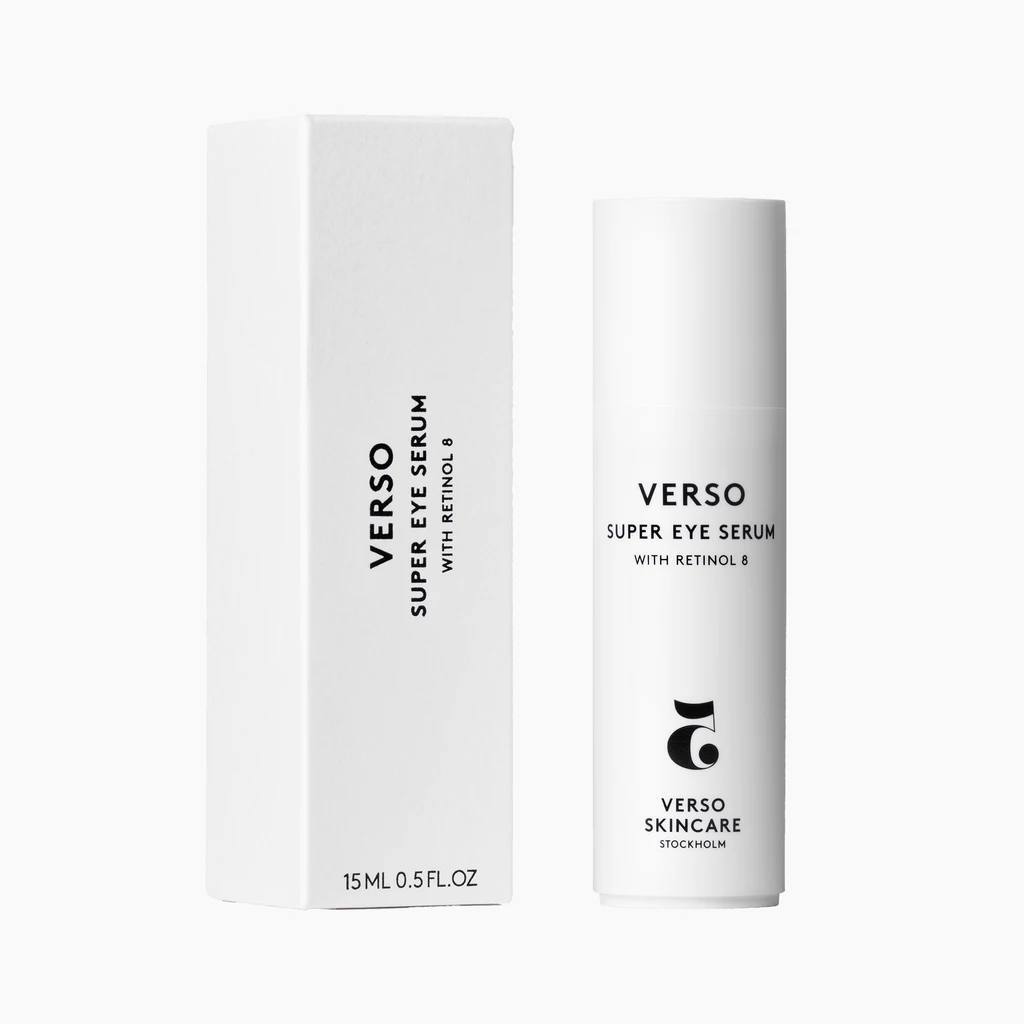 VERSO
SUPER EYE SERUM
WITH RETINOL 8
15 ML 0.5 FL.OZ
VERSO
SUPER EYE SERUM
WITH RETINOL 8
VERSO
SKINCARE
STOCKHOLM